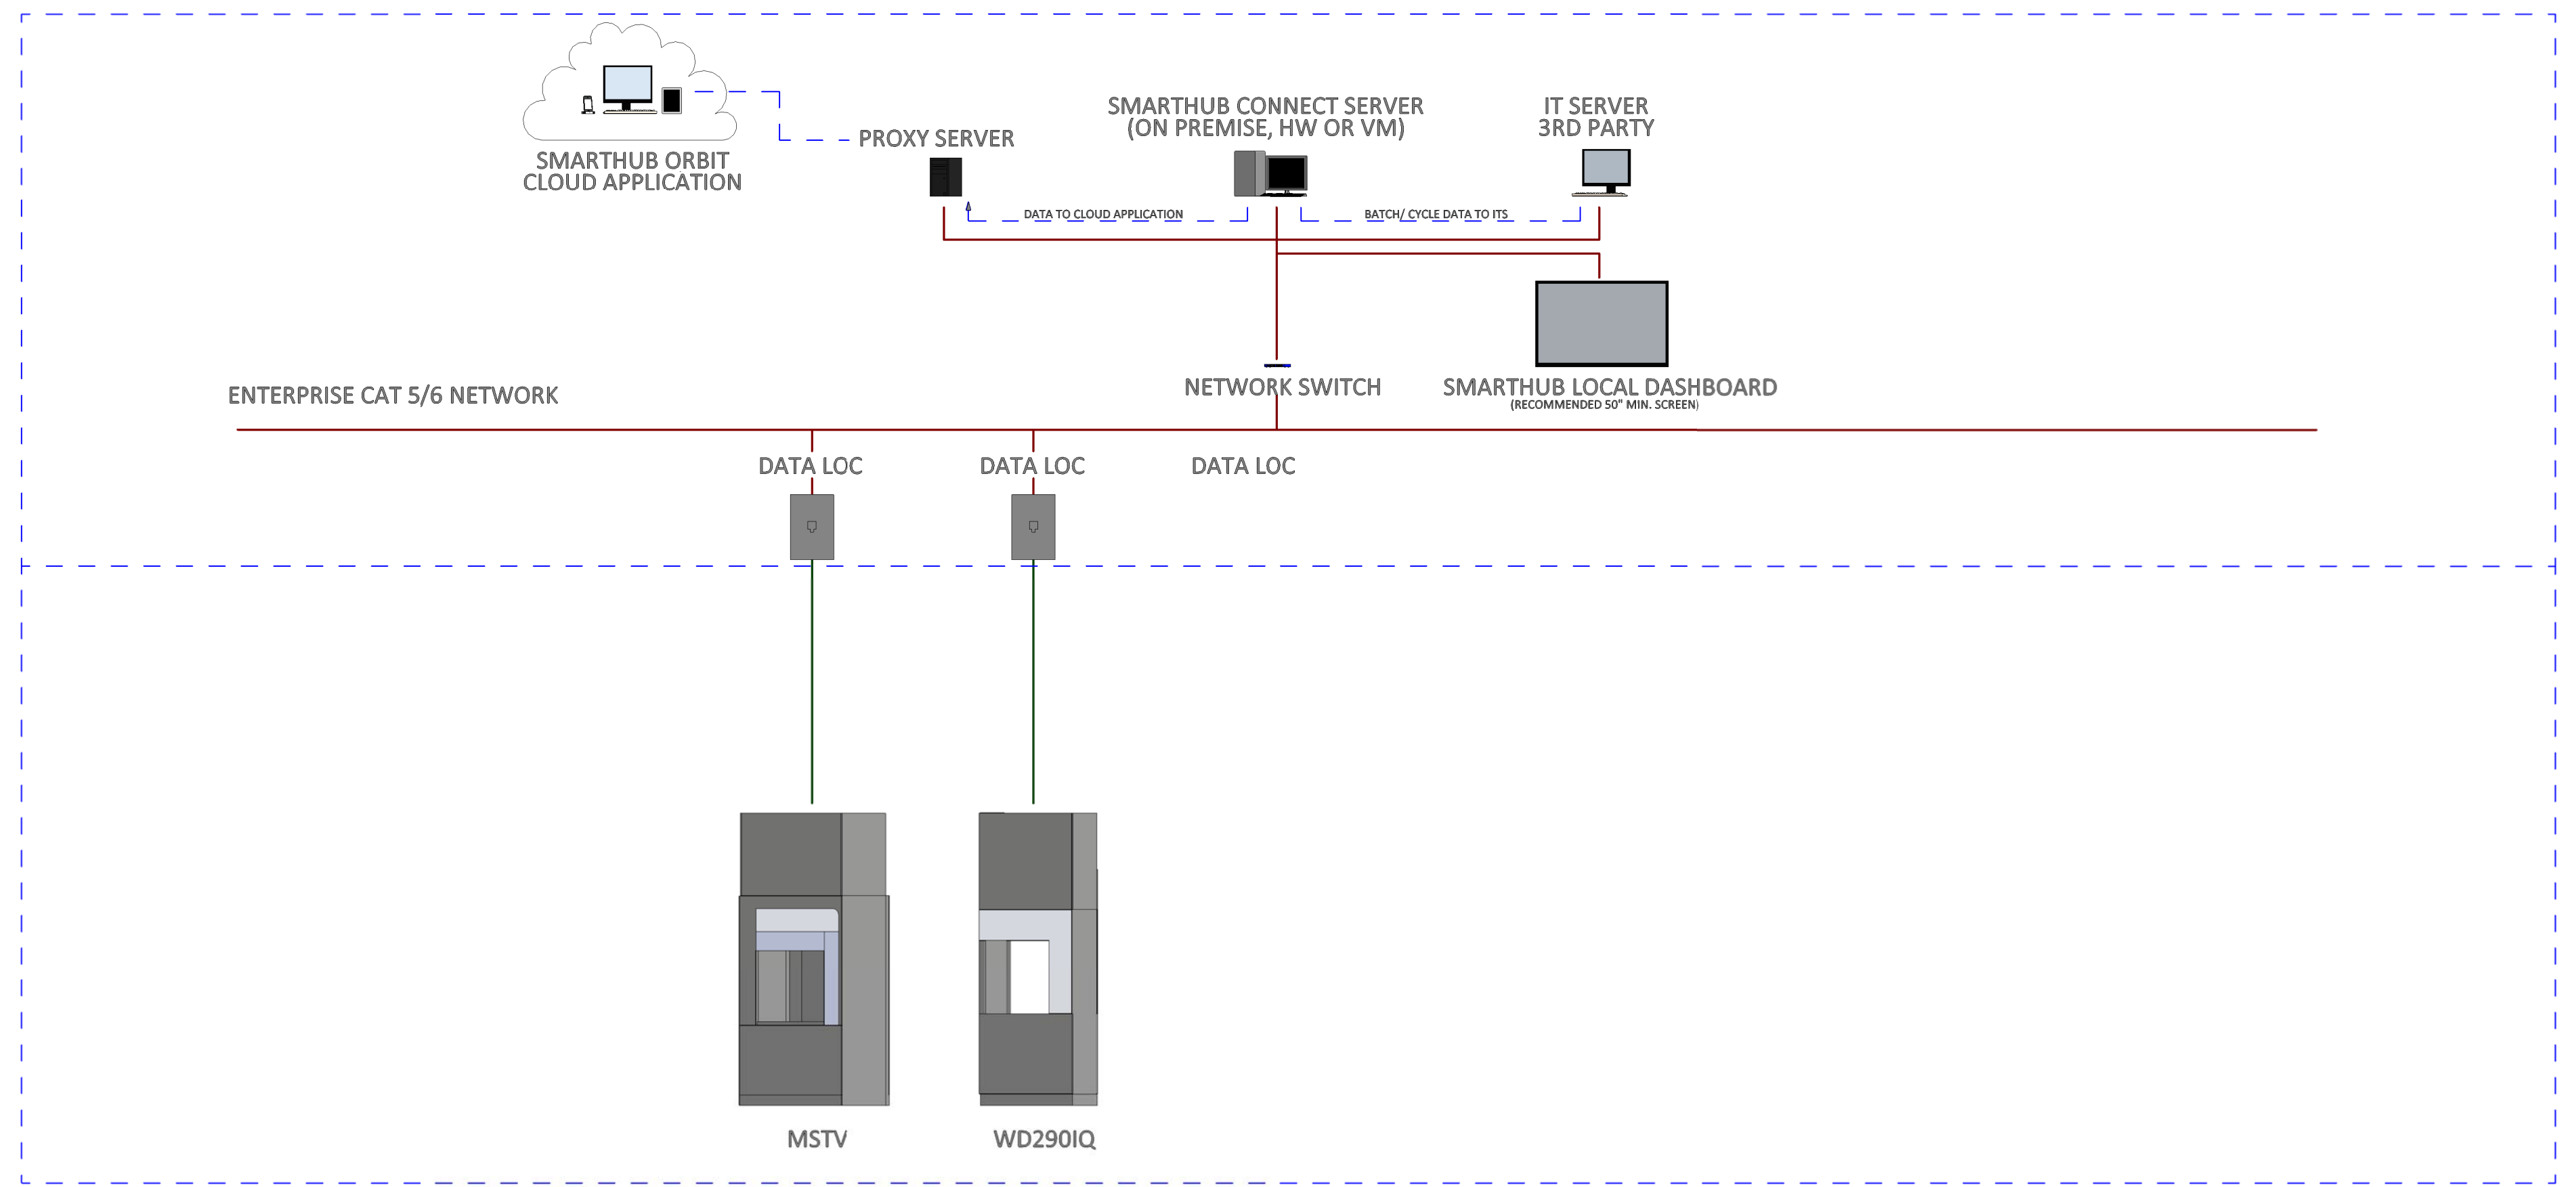 SMARTHUB ORBIT
CLOUD APPLICATION
PROXY SERVER
SMARTHUB CONNECT SERVER
(ON PREMISE, HW OR VM)
IT SERVER
3RD PARTY
DATA TO CLOUD APPLICATION
BATCH/ CYCLE DATA TO ITS
ENTERPRISE CAT 5/6 NETWORK
NETWORK SWITCH
SMARTHUB LOCAL DASHBOARD
(RECOMMENDED 50" MIN. SCREEN)
DATA LOC
DATA LOC
DATA LOC
MSTV
WD290IQ